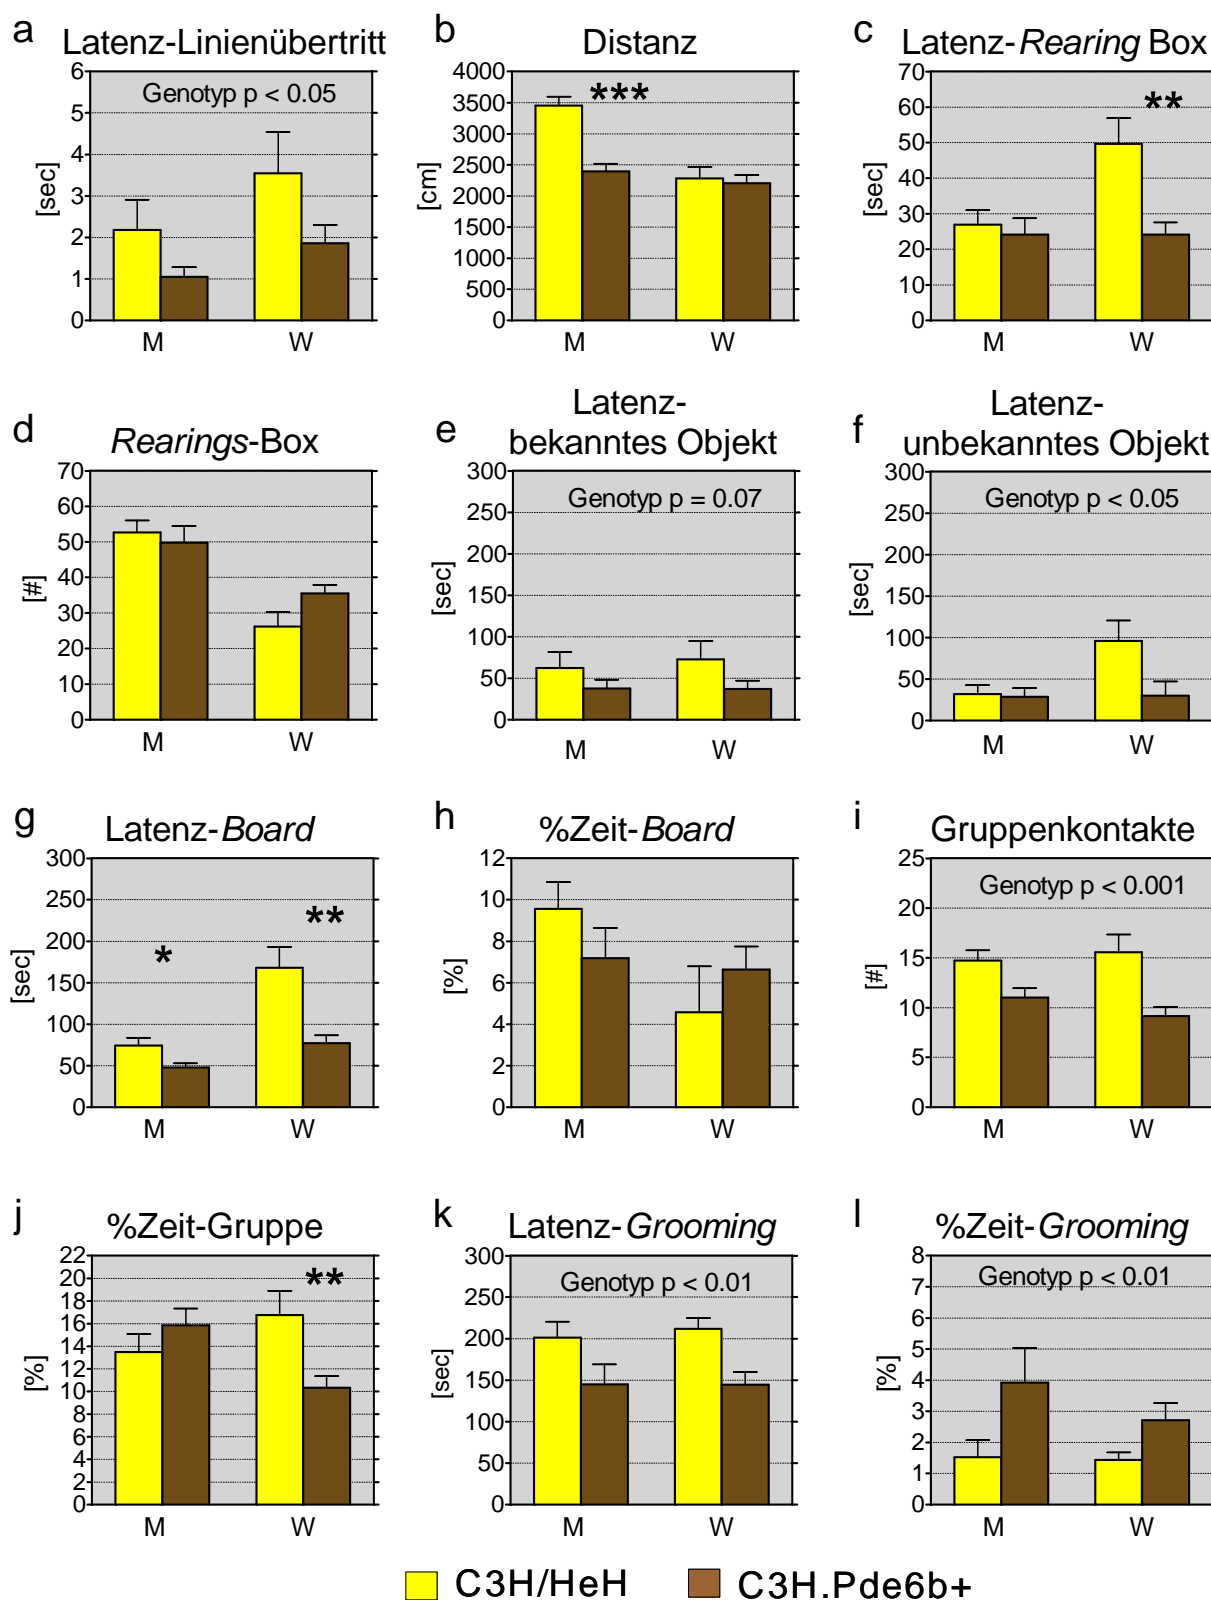 a Latenz-Linienübertritt
6
5
4
3
2
1
0
[sec]
Genotyp p < 0.05
M W
b Distanz
4000
3500
3000
2500
2000
1500
1000
500
0
[cm]
***
M W
c Latenz-Rearing Box
70
60
50
40
30
20
10
0
[sec]
**
M W
d Rearings-Box
70
60
50
40
30
20
10
0
[#]
M W
e Latenz-
bekanntes Objekt
300
250
200
150
100
50
0
[sec]
Genotyp p = 0.07
M W
f Latenz-
unbekanntes Objekt
300
250
200
150
100
50
0
[sec]
Genotyp p < 0.05
M W
g Latenz-Board
300
250
200
150
100
50
0
[sec]
* **
M W
h %Zeit-Board
12
10
8
6
4
2
0
[%]
M W
i Gruppenkontakte
25
20
15
10
5
0
[#]
Genotyp p < 0.001
M W
j %Zeit-Gruppe
22
20
18
16
14
12
10
8
6
4
2
0
[%]
**
M W
k Latenz-Grooming
300
250
200
150
100
50
0
[sec]
Genotyp p < 0.01
M W
l %Zeit-Grooming
8
7
6
5
4
3
2
1
0
[%]
Genotyp p < 0.01
M W
C3H/HeH C3H.Pde6b+